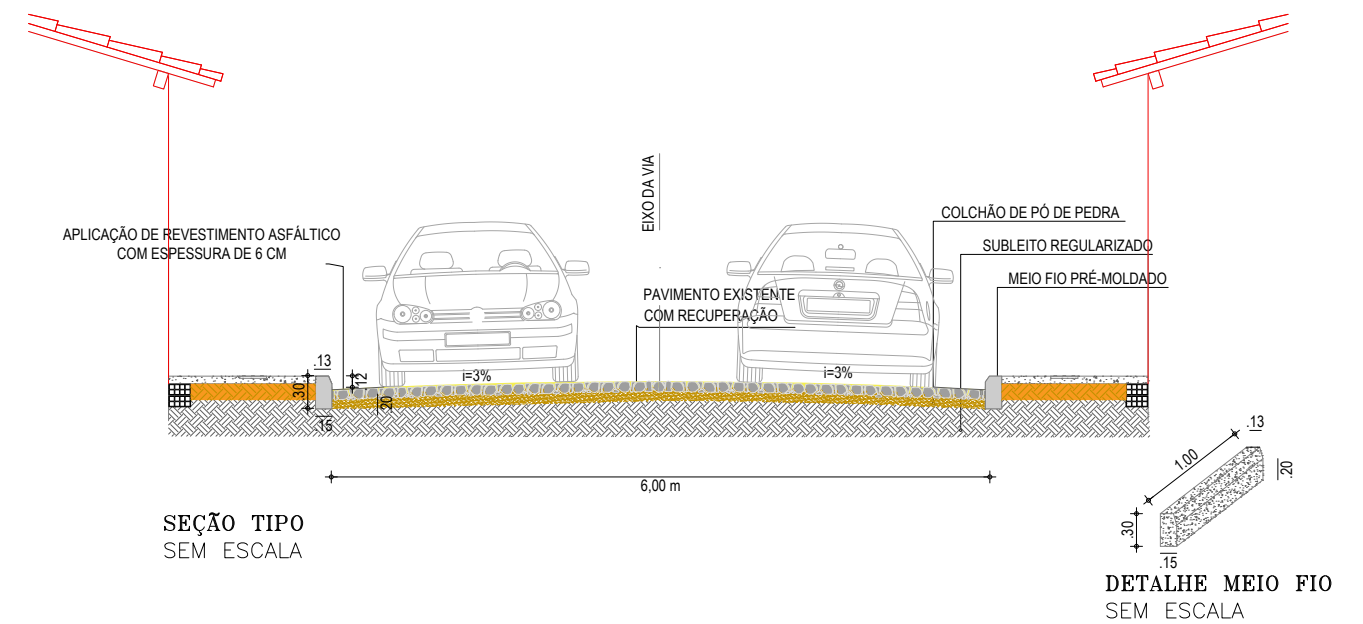 EIXO DA VIA
APLICAÇÃO DE REVESTIMENTO ASFÁLTICO
COM ESPESSURA DE 6 CM
COLCHÃO DE PÓ DE PEDRA
SUBLEITO REGULARIZADO
MEIO FIO PRÉ-MOLDADO
PAVIMENTO EXISTENTE
COM RECUPERAÇÃO
.13
.30
12
20
.15
i=3%
i=3%
6,00 m
SEÇÃO TIPO
SEM ESCALA
.13
1.00
.20
.30
.15
DETALHE MEIO FIO
SEM ESCALA